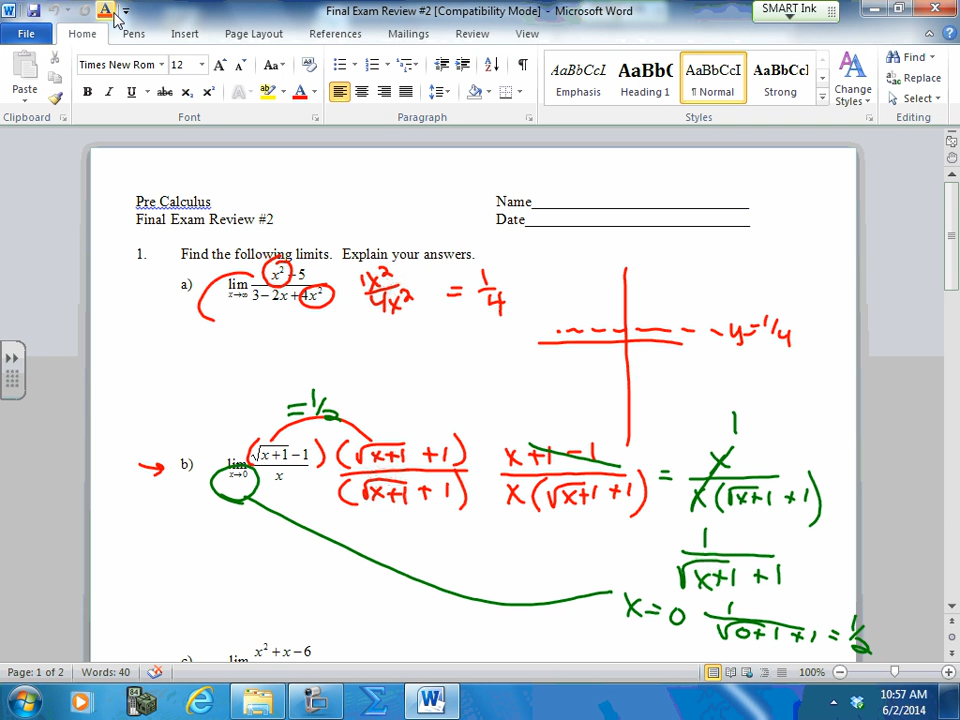 Final Exam Review #2 [Compatibility Mode] - Microsoft Word
SMART Ink
File Home Pens Insert Page Layout References Mailings Review View
Paste
Times New Rom 12
AaBbCcI AaBbC AaBbCcI AaBbCc
Emphasis Heading 1 ¶ Normal Strong
Change Styles
Find
Replace
Select
Clipboard Font Paragraph Styles Editing
Pre Calculus Name
Final Exam Review #2 Date
1. Find the following limits. Explain your answers.
a) lim x→∞ (x² - 5)/(3 - 2x + 4x²) 1x²/4x² = 1/4
y = 1/4
= 1/2
b) lim x→0 (√(x+1) - 1)/x (√(x+1) + 1)/(√(x+1) + 1) (x+1-1)/(x(√(x+1) + 1)) = x/(x(√(x+1) + 1)) 1
1/(√(x+1) + 1)
x = 0 1/(√(0+1) + 1) = 1/2
c) lim x² + x - 6
Page: 1 of 2 Words: 40 100%
10:57 AM
6/2/2014